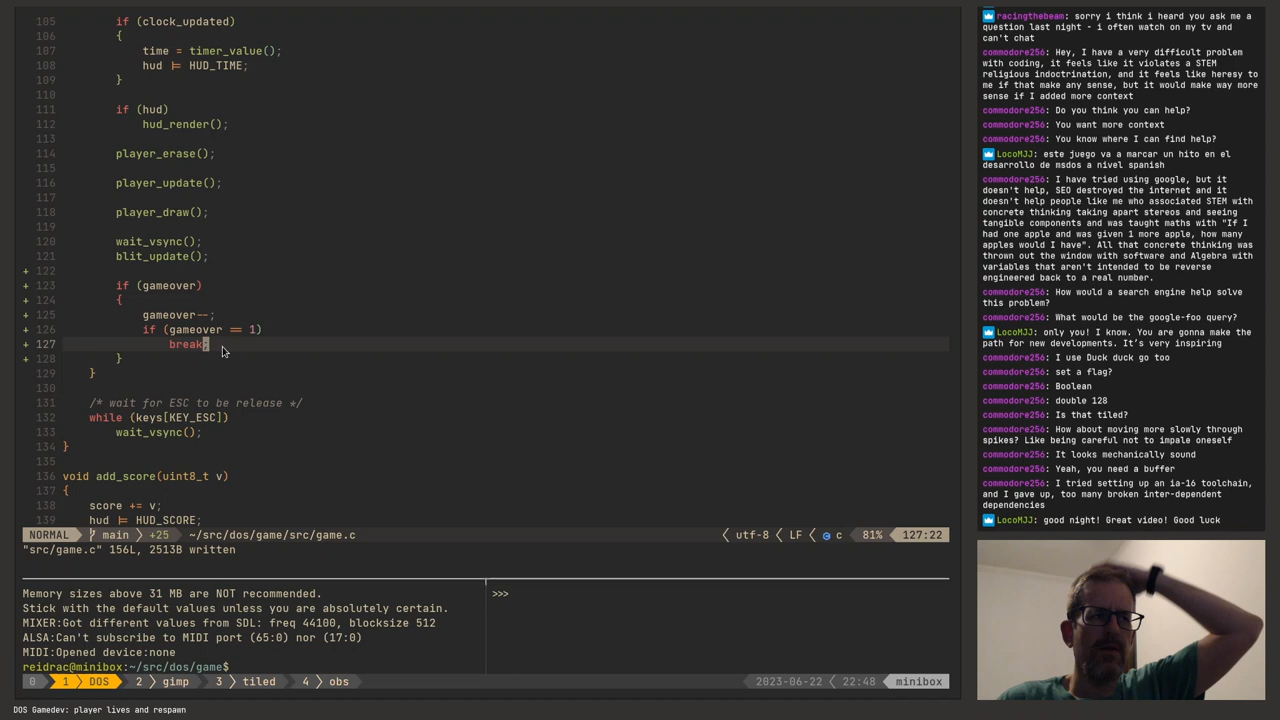 105 if (clock_updated)
106 {
107 time = timer_value();
108 hud |= HUD_TIME;
109 }
110
111 if (hud)
112 hud_render();
113
114 player_erase();
115
116 player_update();
117
118 player_draw();
119
120 wait_vsync();
121 blit_update();
+ 122
+ 123 if (gameover)
+ 124 {
+ 125 gameover--;
+ 126 if (gameover == 1)
+ 127 break;
+ 128 }
129 }
130
131 /* wait for ESC to be release */
132 while (keys[KEY_ESC])
133 wait_vsync();
134 }
135
136 void add_score(uint8_t v)
137 {
138 score += v;
139 hud |= HUD_SCORE;
NORMAL main +25 ~/src/dos/game/src/game.c utf-8 LF c 81% 127:22
"src/game.c" 156L, 2513B written
Memory sizes above 31 MB are NOT recommended.
Stick with the default values unless you are absolutely certain.
MIXER:Got different values from SDL: freq 44100, blocksize 512
ALSA:Can't subscribe to MIDI port (65:0) nor (17:0)
MIDI:Opened device:none
reidrac@minibox:~/src/dos/game$
>>>
0 1 DOS 2 gimp 3 tiled 4 obs 2023-06-22 22:48 minibox
DOS Gamedev: player lives and respawn
racingthebeam: sorry i think i heard you ask me a
question last night - i often watch on my tv and
can't chat
commodore256: Hey, I have a very difficult problem
with coding, it feels like it violates a STEM
religious indoctrination, and it feels like heresy to
me if that make any sense, but it would make way more
sense if I added more context
commodore256: Do you think you can help?
commodore256: You want more context
commodore256: You know where I can find help?
LocoMJJ: este juego va a marcar un hito en el
desarrollo de msdos a nivel spanish
commodore256: I have tried using google, but it
doesn't help, SEO destroyed the internet and it
doesn't help people like me who associated STEM with
concrete thinking taking apart stereos and seeing
tangible components and was taught maths with "If I
had one apple and was given 1 more apple, how many
apples would I have". All that concrete thinking was
thrown out the window with software and Algebra with
variables that aren't intended to be reverse
engineered back to a real number.
commodore256: How would a search engine help solve
this problem?
commodore256: What would be the google-foo query?
LocoMJJ: only you! I know. You are gonna make the
path for new developments. It's very inspiring
commodore256: I use Duck duck go too
commodore256: set a flag?
commodore256: Boolean
commodore256: double 128
commodore256: Is that tiled?
commodore256: How about moving more slowly through
spikes? Like being careful not to impale oneself
commodore256: It looks mechanically sound
commodore256: Yeah, you need a buffer
commodore256: I tried setting up an ia-16 toolchain,
and I gave up, too many broken inter-dependent
dependencies
LocoMJJ: good night! Great video! Good luck